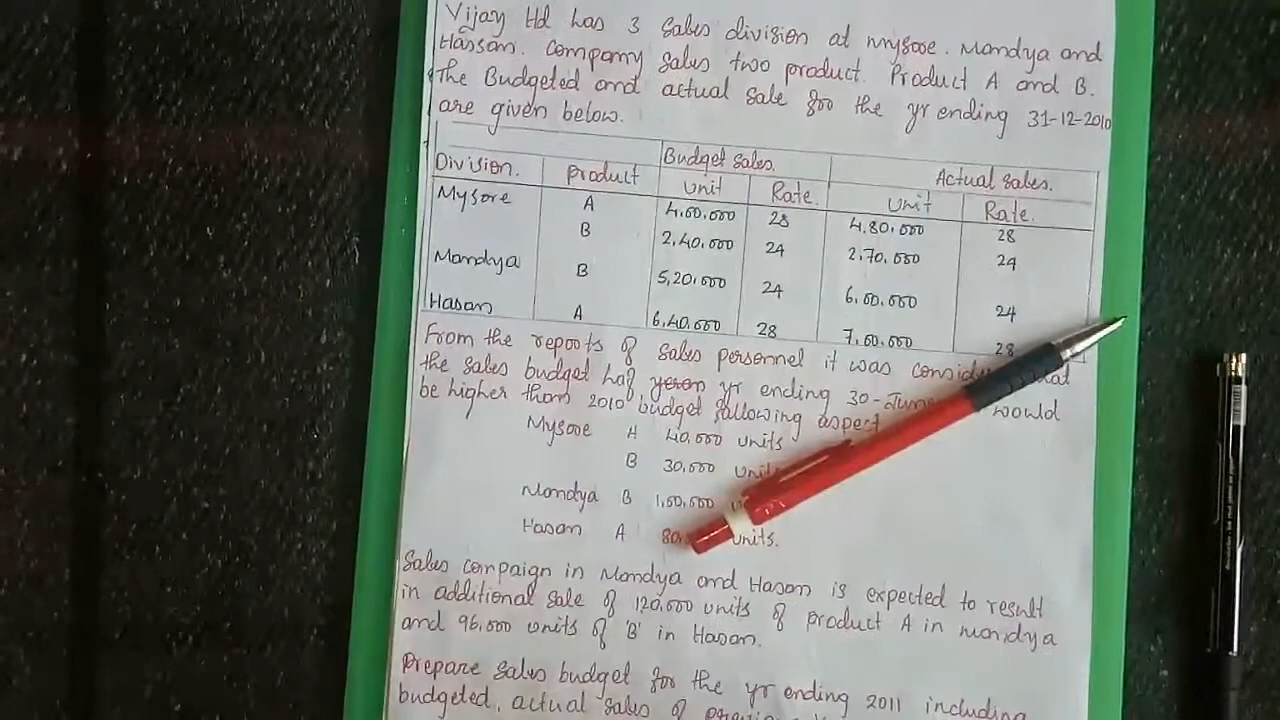 Vijay ltd has 3 sales division at mysore. Mandya and
Hassan. Company sales two product. Product A and B.
The Budgeted and actual sale for the yr ending 31-12-2010
are given below.
Division. Product Budget sales. Actual sales.
Unit Rate. Unit Rate.
Mysore A 4,00,000 28 4,80,000 28
B 2,40,000 24 2,70,000 24
Mandya B 5,20,000 24 6,00,000 24
Hasan A 6,40,000 28 7,00,000 28
From the reports of sales personnel it was
the sales budget yr ending 30-June would
be higher than 2010 budget following aspect
Mysore A 40,000 units
B 30,000 units
Mandya B 1,00,000
Hasan A units.
Sales compaign in Mandya and Hasan is expected to result
in additional sale of 120,000 units of product A in mandya
and 96,000 units of 'B' in Hasan.
Prepare sales budget for the yr ending 2011 including
budgeted, actual sales of